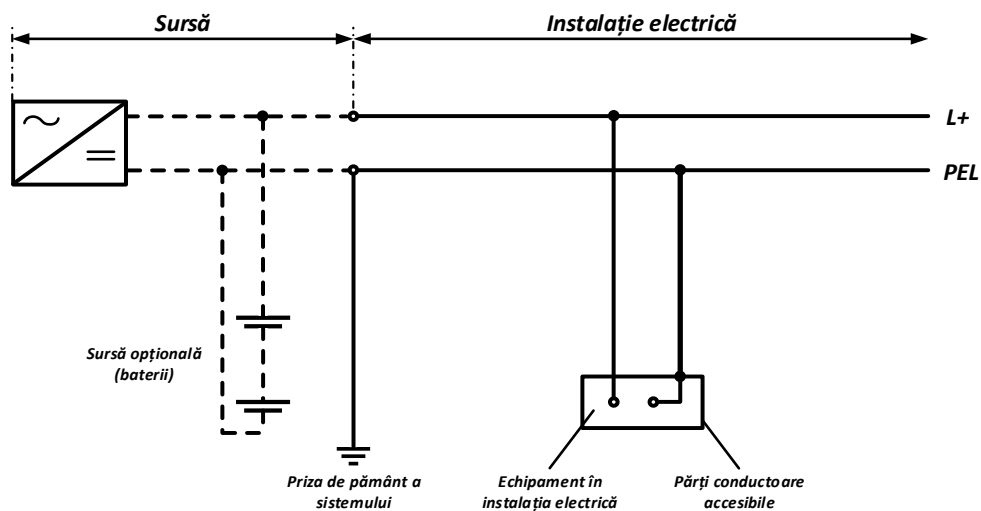 Sursă
Instalație electrică
L+
PEL
Sursă opțională
(baterii)
Priza de pământ a
sistemului
Echipament în
instalația electrică
Părți conductoare
accesibile